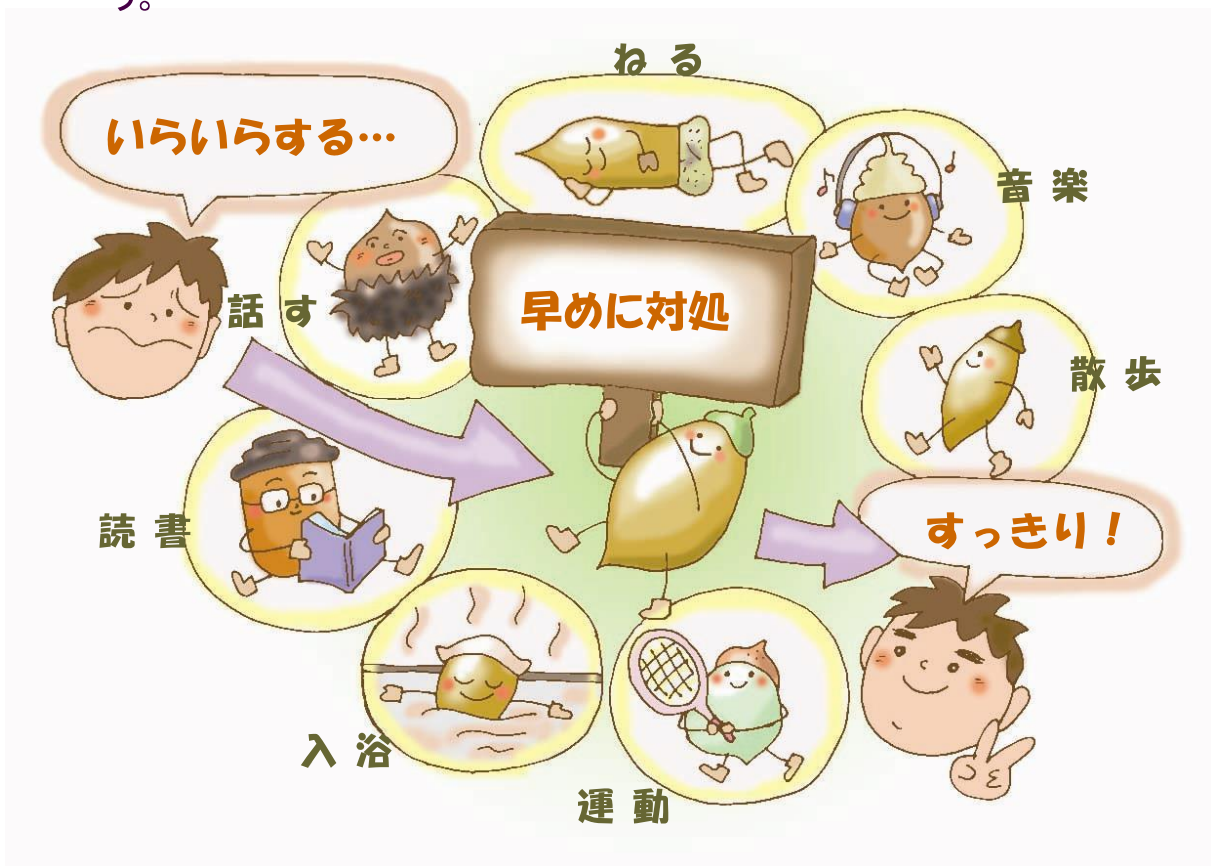 う。
ねる
いらいらする…
音楽
話す
早めに対処
散歩
読書
すっきり！
入浴
運動